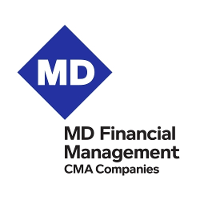 MD
MD Financial
Management
CMA Companies